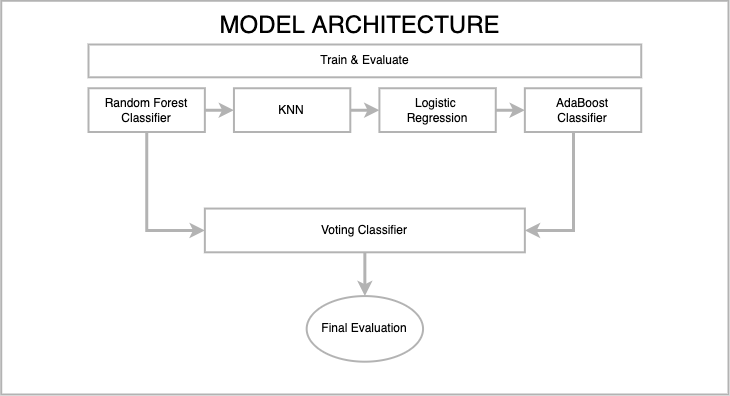 MODEL ARCHITECTURE
Train & Evaluate
Random Forest
Classifier
KNN
Logistic
Regression
AdaBoost
Classifier
Voting Classifier
Final Evaluation